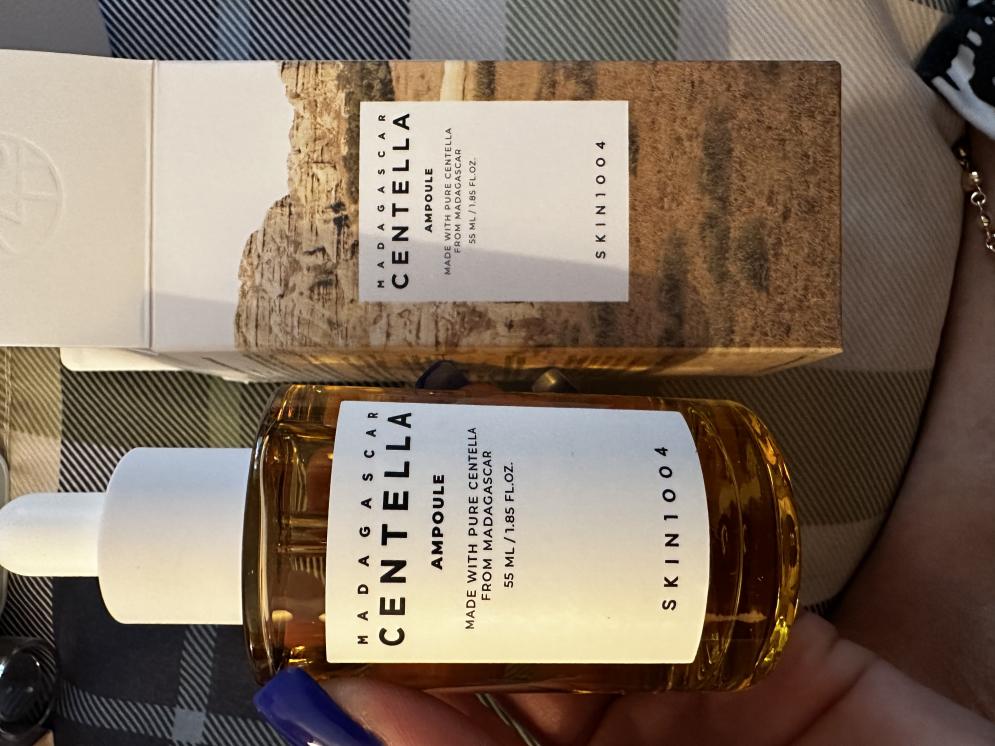 MADAGASCAR
CENTELLA
AMPOULE
MADE WITH PURE CENTELLA
FROM MADAGASCAR
55 ML / 1.85 FL.OZ.
SKIN1004
MADAGASCAR
CENTELLA
AMPOULE
MADE WITH PURE CENTELLA
FROM MADAGASCAR
55 ML / 1.85 FL.OZ.
SKIN1004